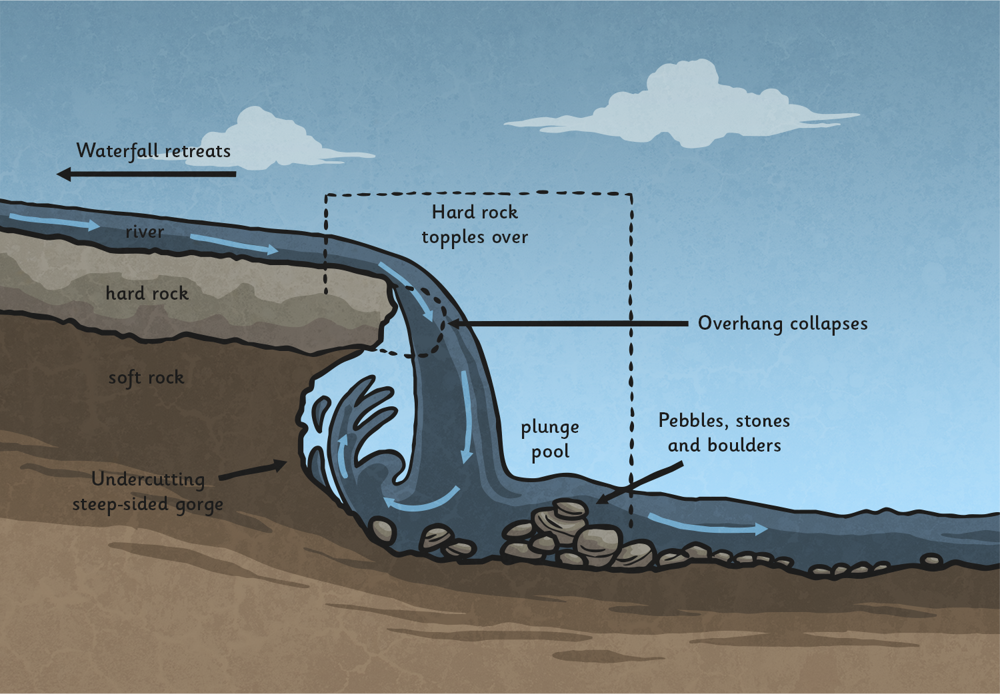 Waterfall retreats
Hard rock
topples over
river
hard rock
Overhang collapses
soft rock
plunge
pool
Pebbles, stones
and boulders
Undercutting
steep-sided gorge